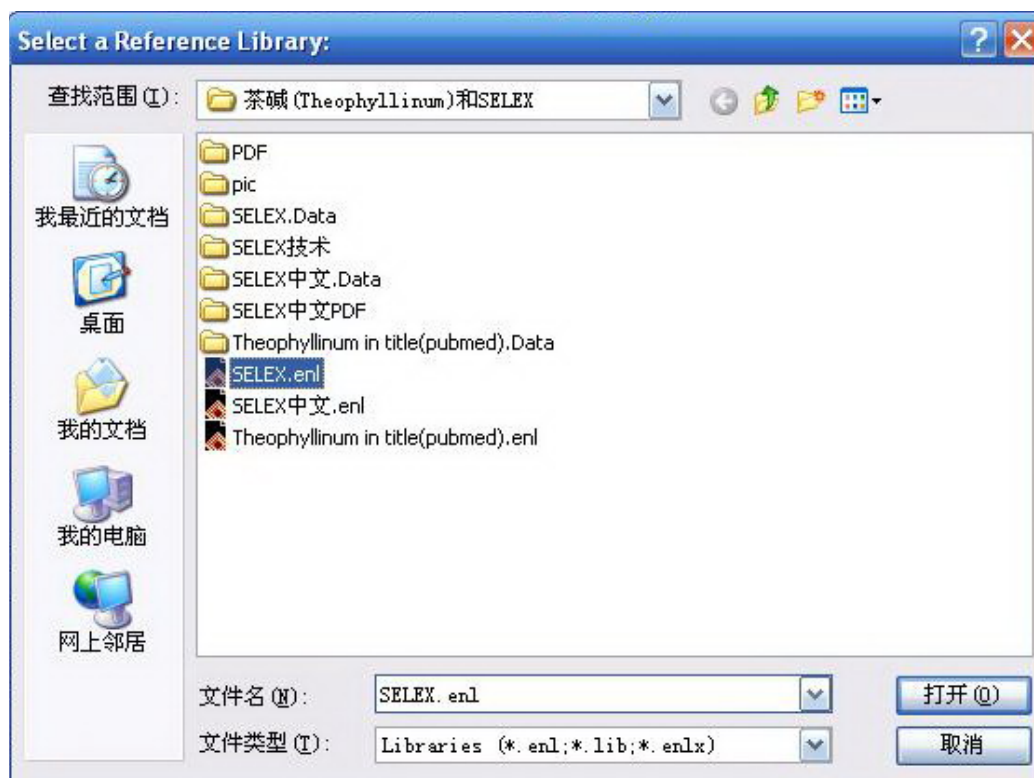 Select a Reference Library:
查找范围(I):
茶碱(Theophyllinum)和SELEX
我最近的文档
桌面
我的文档
我的电脑
网上邻居
PDF
pic
SELEX.Data
SELEX技术
SELEX中文.Data
SELEX中文PDF
Theophyllinum in title(pubmed).Data
SELEX.enl
SELEX中文.enl
Theophyllinum in title(pubmed).enl
文件名(N):
SELEX.enl
打开(O)
文件类型(T):
Libraries (*.enl;*.lib;*.enlx)
取消